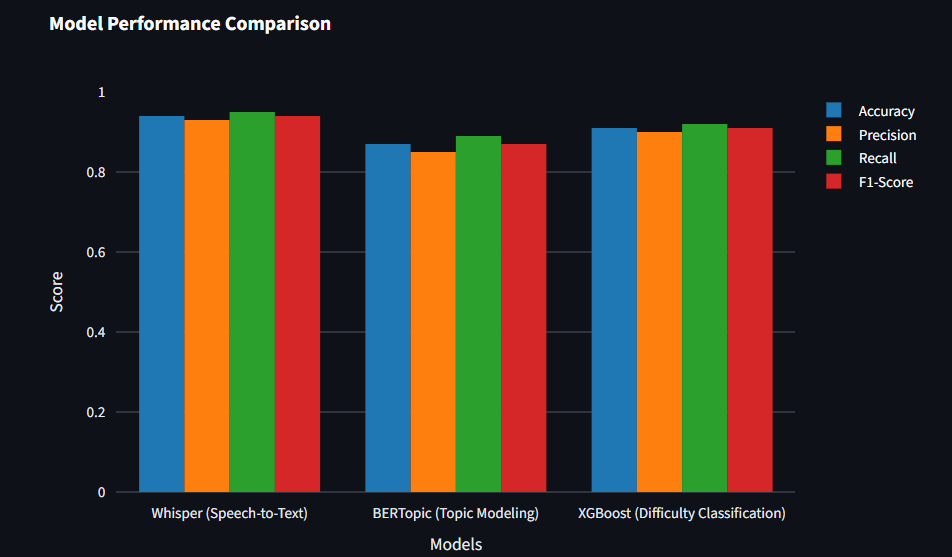 Model Performance Comparison
1
0.8
0.6
0.4
0.2
0
Score
Whisper (Speech-to-Text)
BERTopic (Topic Modeling)
XGBoost (Difficulty Classification)
Models
Accuracy
Precision
Recall
F1-Score